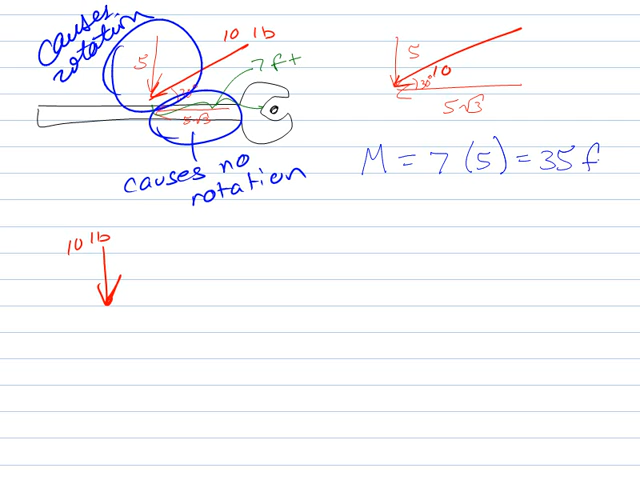 causes
rotation
10 lb
5
7 ft
30°
5√3
causes no
rotation
5
10
30°
5√3
M = 7 (5) = 35 f
10 lb